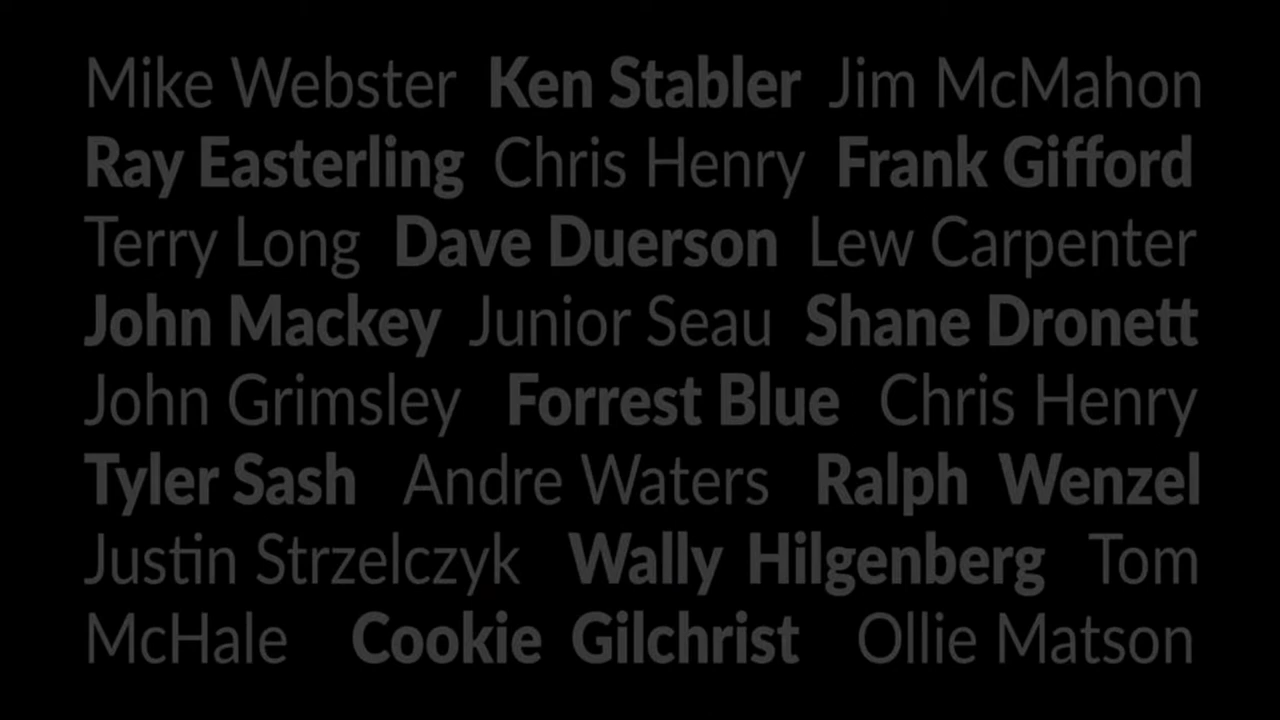 Mike Webster Ken Stabler Jim McMahon
Ray Easterling Chris Henry Frank Gifford
Terry Long Dave Duerson Lew Carpenter
John Mackey Junior Seau Shane Dronett
John Grimsley Forrest Blue Chris Henry
Tyler Sash Andre Waters Ralph Wenzel
Justin Strzelczyk Wally Hilgenberg Tom
McHale Cookie Gilchrist Ollie Matson